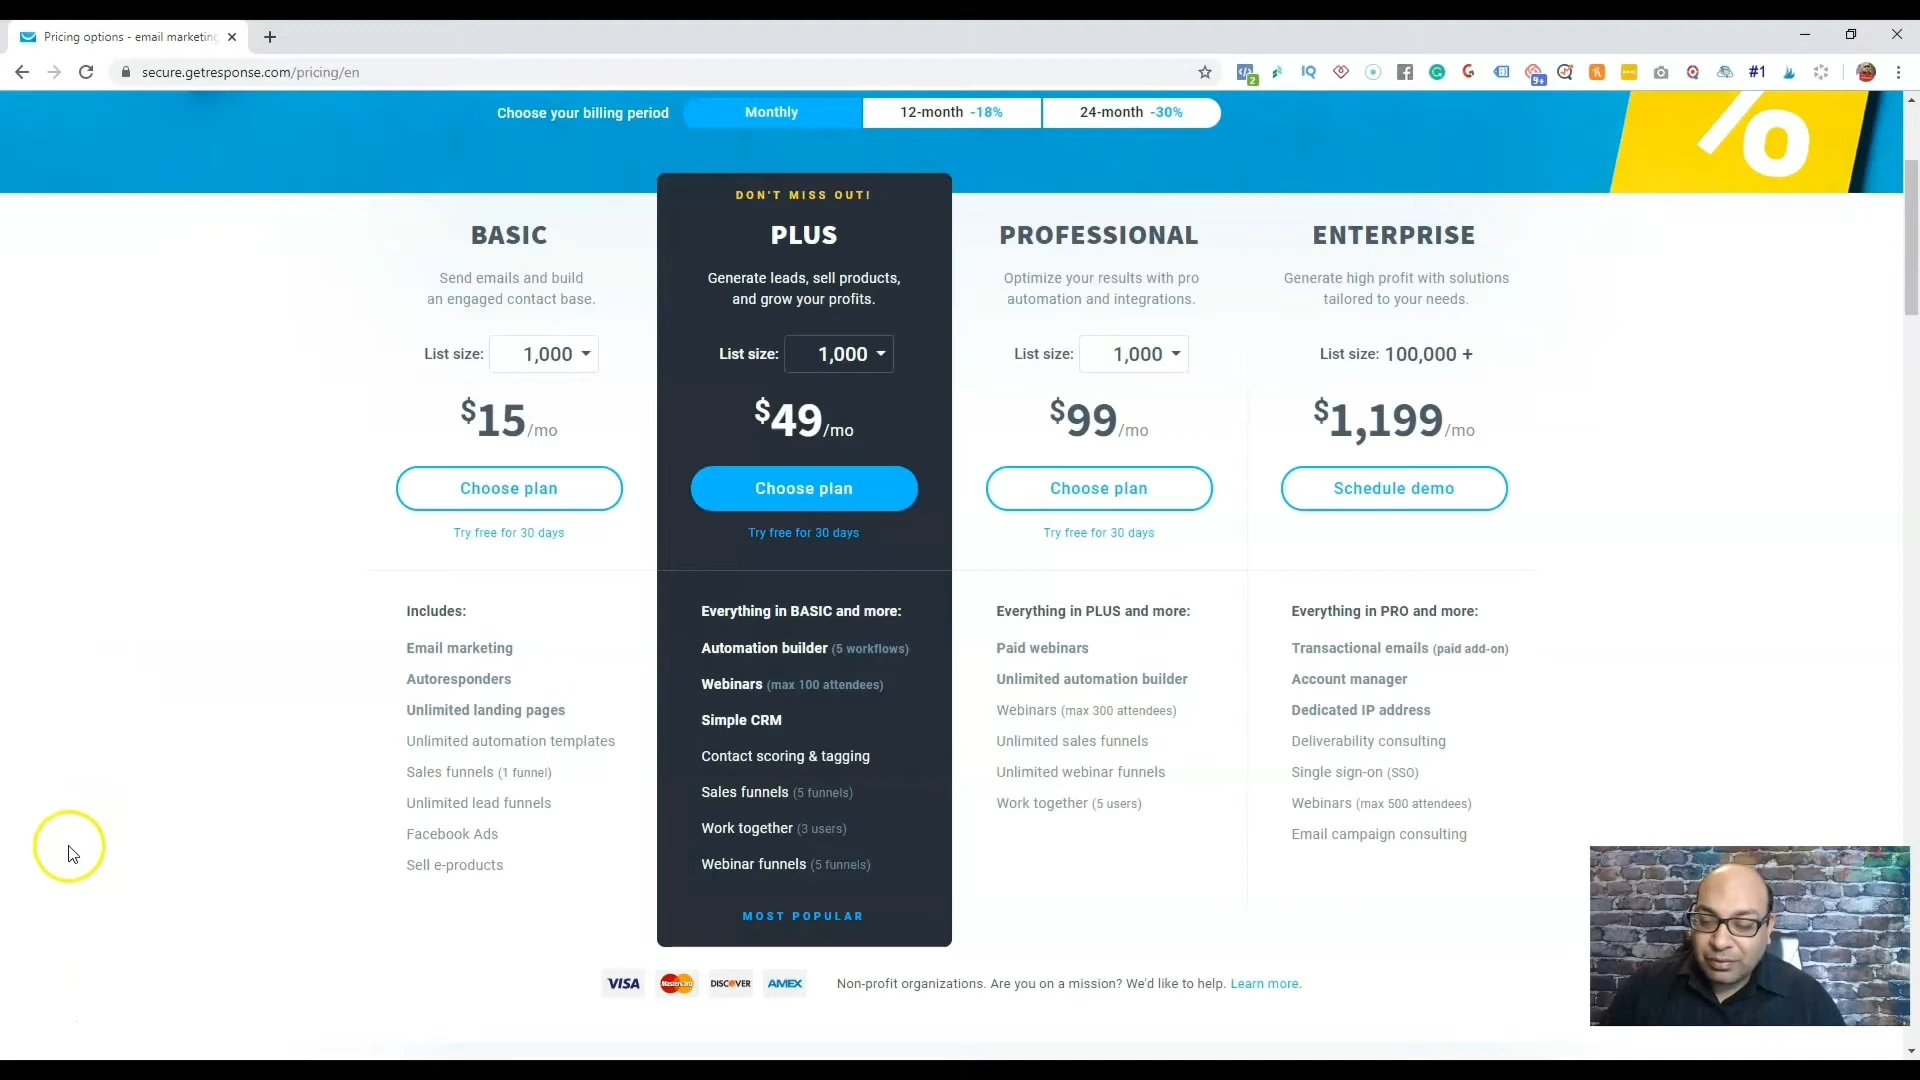 Pricing options - email marketing
secure.getresponse.com/pricing/en
2
IQ
9+
#1
Choose your billing period
Monthly
12-month -18%
24-month -30%
%
DON'T MISS OUT!
BASIC
Send emails and build
an engaged contact base.
List size: 1,000
$15/mo
Choose plan
Try free for 30 days
Includes:
Email marketing
Autoresponders
Unlimited landing pages
Unlimited automation templates
Sales funnels (1 funnel)
Unlimited lead funnels
Facebook Ads
Sell e-products
PLUS
Generate leads, sell products,
and grow your profits.
List size: 1,000
$49/mo
Choose plan
Try free for 30 days
Everything in BASIC and more:
Automation builder (5 workflows)
Webinars (max 100 attendees)
Simple CRM
Contact scoring & tagging
Sales funnels (5 funnels)
Work together (3 users)
Webinar funnels (5 funnels)
MOST POPULAR
PROFESSIONAL
Optimize your results with pro
automation and integrations.
List size: 1,000
$99/mo
Choose plan
Try free for 30 days
Everything in PLUS and more:
Paid webinars
Unlimited automation builder
Webinars (max 300 attendees)
Unlimited sales funnels
Unlimited webinar funnels
Work together (5 users)
ENTERPRISE
Generate high profit with solutions
tailored to your needs.
List size: 100,000 +
$1,199/mo
Schedule demo
Everything in PRO and more:
Transactional emails (paid add-on)
Account manager
Dedicated IP address
Deliverability consulting
Single sign-on (SSO)
Webinars (max 500 attendees)
Email campaign consulting
VISA
MasterCard
DISCOVER
AMEX
Non-profit organizations. Are you on a mission? We'd like to help. Learn more.